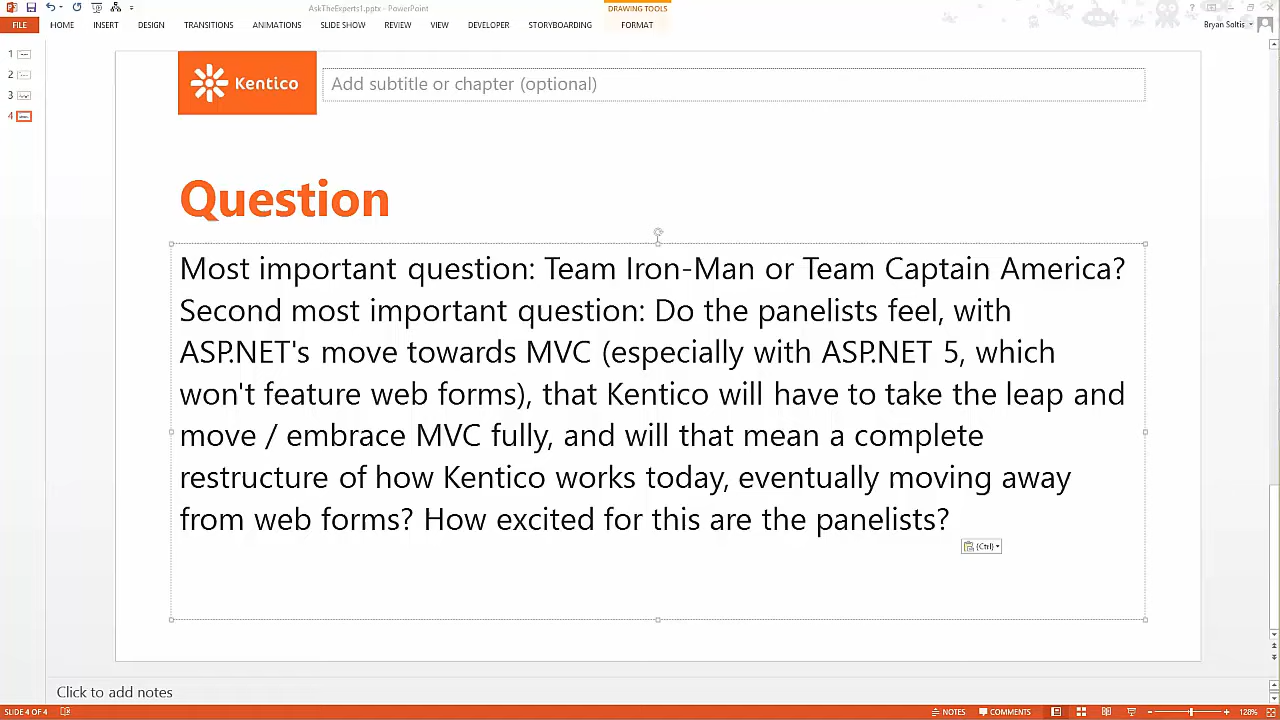 AskTheExperts1.pptx - PowerPoint
DRAWING TOOLS
FILE
HOME
INSERT
DESIGN
TRANSITIONS
ANIMATIONS
SLIDE SHOW
REVIEW
VIEW
DEVELOPER
STORYBOARDING
FORMAT
Bryan Soltis
1
2
3
4
Kentico
Add subtitle or chapter (optional)
Question
Most important question: Team Iron-Man or Team Captain America?
Second most important question: Do the panelists feel, with
ASP.NET's move towards MVC (especially with ASP.NET 5, which
won't feature web forms), that Kentico will have to take the leap and
move / embrace MVC fully, and will that mean a complete
restructure of how Kentico works today, eventually moving away
from web forms? How excited for this are the panelists?
(Ctrl)
Click to add notes
SLIDE 4 OF 4
NOTES
COMMENTS
128%